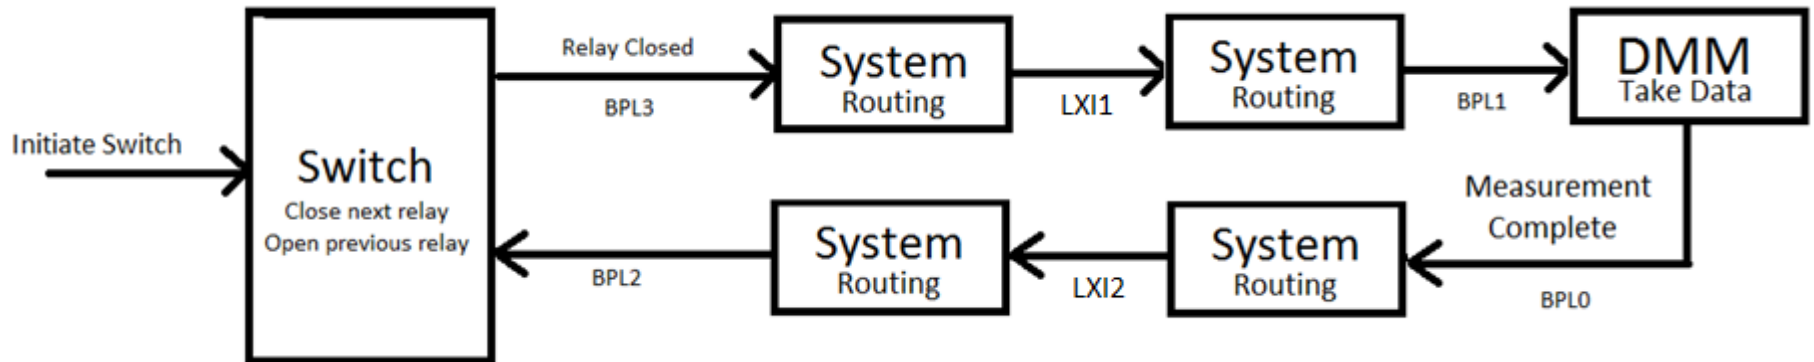 Initiate Switch
Switch
Close next relay
Open previous relay
Relay Closed
BPL3
System
Routing
LXI1
System
Routing
BPL1
DMM
Take Data
Measurement
Complete
BPL0
System
Routing
LXI2
System
Routing
BPL2